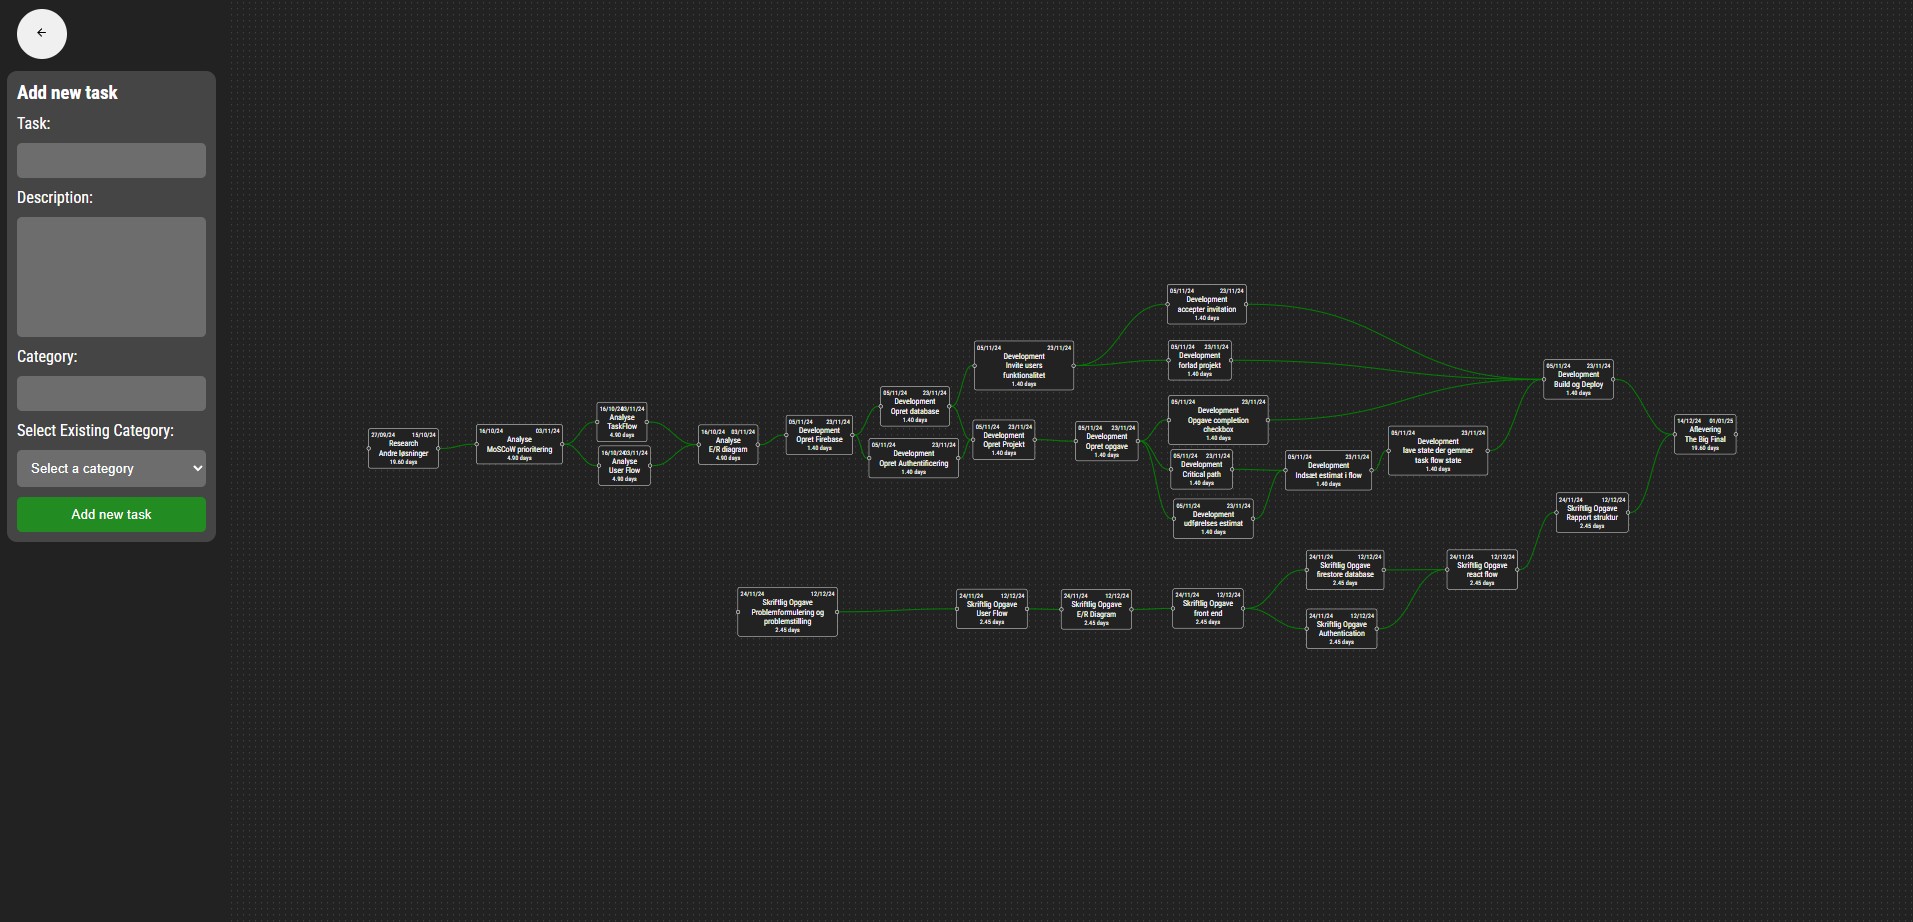 ←
Add new task
Task:
Description:
Category:
Select Existing Category:
Select a category
Add new task
27/09/24 15/10/24
Research
Andre løsninger
19.60 days
16/10/24 03/11/24
Analyse
MoSCoW prioritering
4.90 days
16/10/24 03/11/24
Analyse
TaskFlow
4.90 days
16/10/24 03/11/24
Analyse
User Flow
4.90 days
16/10/24 03/11/24
Analyse
E/R diagram
4.90 days
05/11/24 23/11/24
Development
Opret Firebase
1.40 days
05/11/24 23/11/24
Development
Opret database
1.40 days
05/11/24 23/11/24
Development
Opret Authentificering
1.40 days
05/11/24 23/11/24
Development
Invite users
funktionalitet
1.40 days
05/11/24 23/11/24
Development
Opret Projekt
1.40 days
05/11/24 23/11/24
Development
Opret opgave
1.40 days
05/11/24 23/11/24
Development
accepter invitation
1.40 days
05/11/24 23/11/24
Development
forlad projekt
1.40 days
05/11/24 23/11/24
Development
Opgave completion
checkbox
1.40 days
05/11/24 23/11/24
Development
Critical path
1.40 days
05/11/24 23/11/24
Development
udførelses estimat
1.40 days
05/11/24 23/11/24
Development
Indsæt estimat i flow
1.40 days
05/11/24 23/11/24
Development
lave state der gemmer
task flow state
1.40 days
05/11/24 23/11/24
Development
Build og Deploy
1.40 days
14/12/24 01/01/25
Aflevering
The Big Final
19.60 days
24/11/24 12/12/24
Skriftlig Opgave
Problemformulering og
problemstilling
2.45 days
24/11/24 12/12/24
Skriftlig Opgave
User Flow
2.45 days
24/11/24 12/12/24
Skriftlig Opgave
E/R Diagram
2.45 days
24/11/24 12/12/24
Skriftlig Opgave
front end
2.45 days
24/11/24 12/12/24
Skriftlig Opgave
firestore database
2.45 days
24/11/24 12/12/24
Skriftlig Opgave
Authentication
2.45 days
24/11/24 12/12/24
Skriftlig Opgave
react flow
2.45 days
24/11/24 12/12/24
Skriftlig Opgave
Rapport struktur
2.45 days